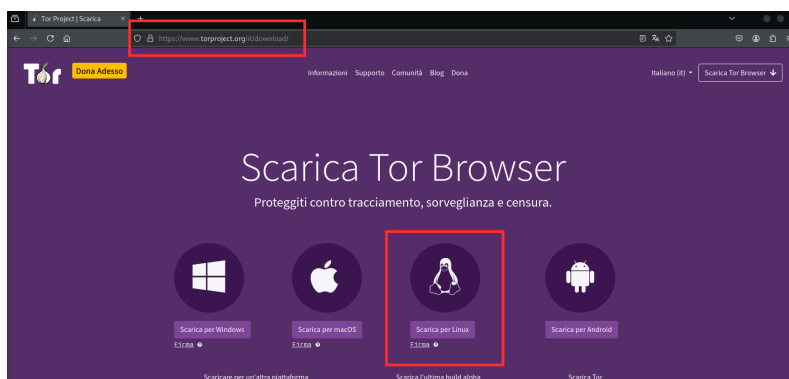 Tor Project | Scarica
https://www.torproject.org/it/download/
Tor
Dona Adesso
Informazioni Supporto Comunità Blog Dona
Italiano (it)
Scarica Tor Browser
Scarica Tor Browser
Proteggiti contro tracciamento, sorveglianza e censura.
Scarica per Windows
Scarica per macOS
Scarica per Linux
Scarica per Android
Firma
Firma
Firma
Scaricare per un'altra piattaforma
Scarica l'ultima build alpha
Scarica Tor